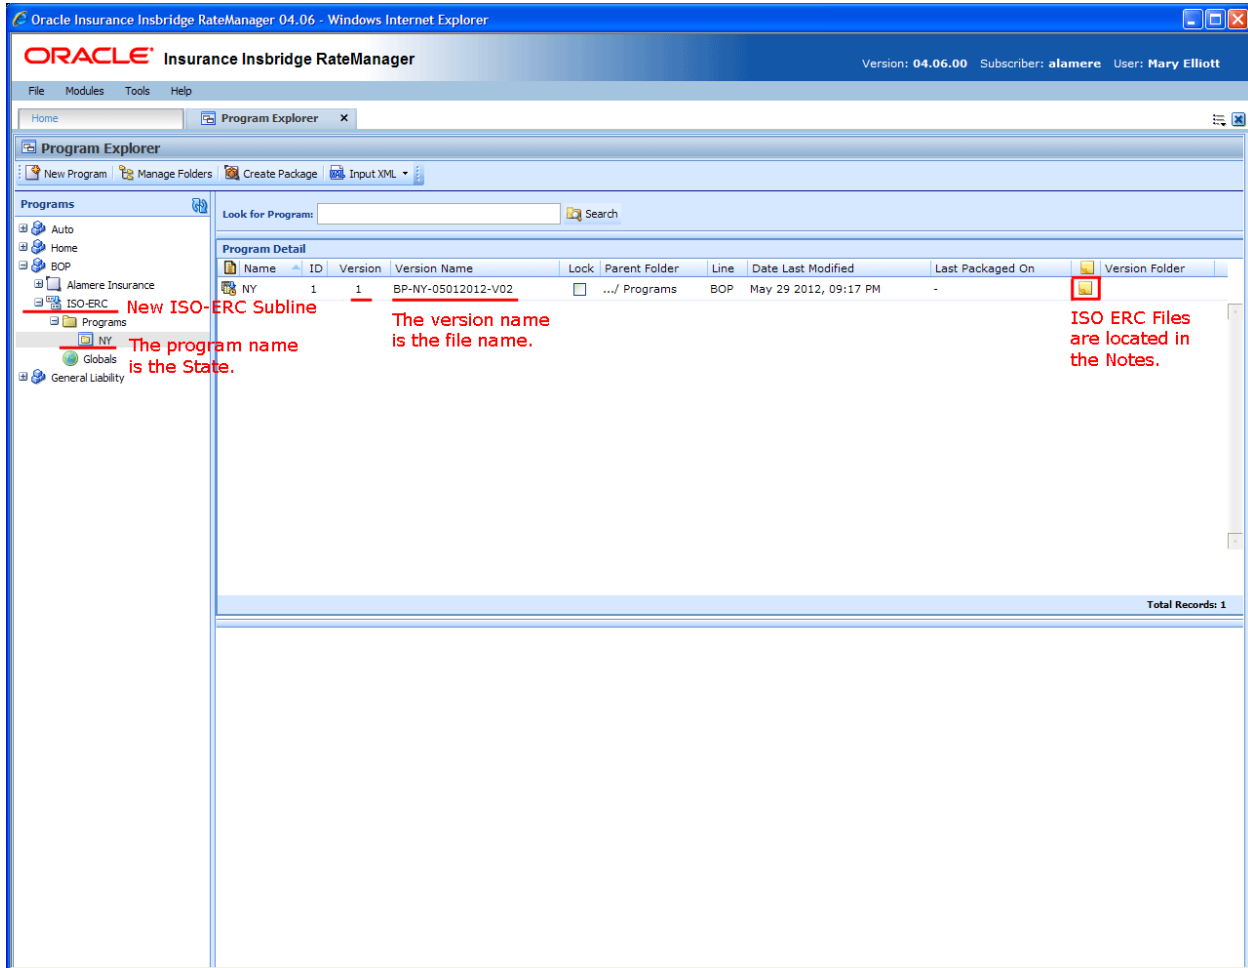 Oracle Insurance Insbridge RateManager 04.06 - Windows Internet Explorer
ORACLE Insurance Insbridge RateManager
Version: 04.06.00 Subscriber: alamere User: Mary Elliott
File Modules Tools Help
Home Program Explorer x
Program Explorer
New Program Manage Folders Create Package Input XML
Programs
Auto
Home
BOP
Alamere Insurance
ISO-ERC
New ISO-ERC Subline
Programs
NY
The program name
is the State.
Globals
General Liability
Look for Program: Search
Program Detail
Name ID Version Version Name Lock Parent Folder Line Date Last Modified Last Packaged On Version Folder
NY 1 1 BP-NY-05012012-V02 .../ Programs BOP May 29 2012, 09:17 PM -
The version name
is the file name.
ISO ERC Files
are located in
the Notes.
Total Records: 1